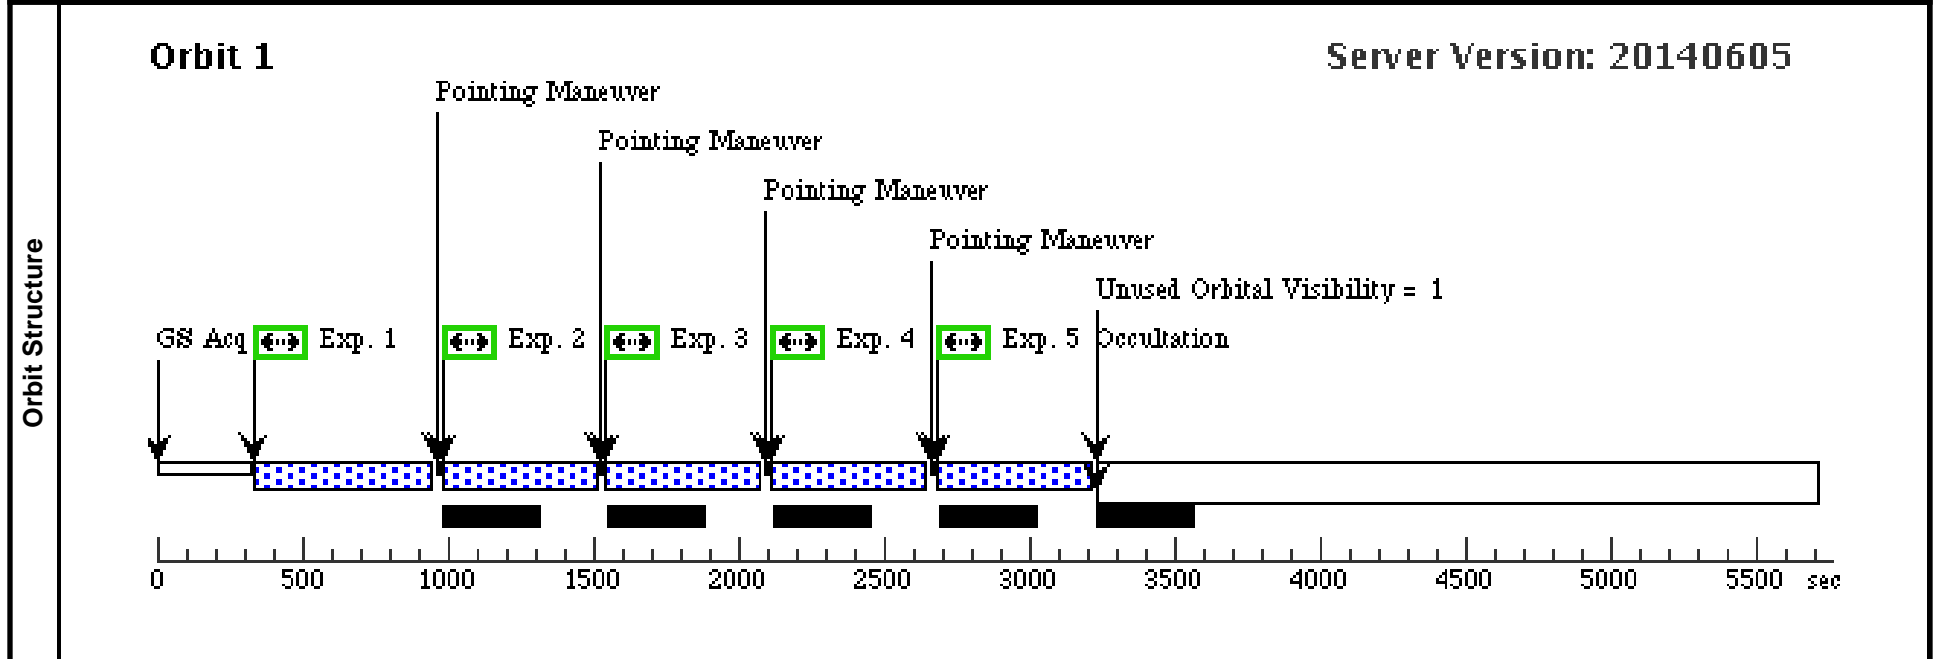 Orbit Structure
Orbit 1
Server Version: 20140605
Pointing Maneuver
Pointing Maneuver
Pointing Maneuver
Pointing Maneuver
Unused Orbital Visibility = 1
GS Acq Exp. 1 Exp. 2 Exp. 3 Exp. 4 Exp. 5 Occultation
0 500 1000 1500 2000 2500 3000 3500 4000 4500 5000 5500 sec